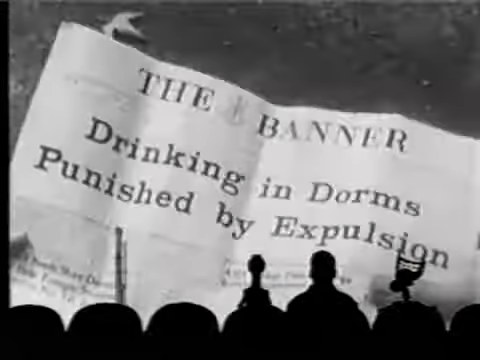 THE BANNER
Drinking in Dorms
Punished by Expulsion